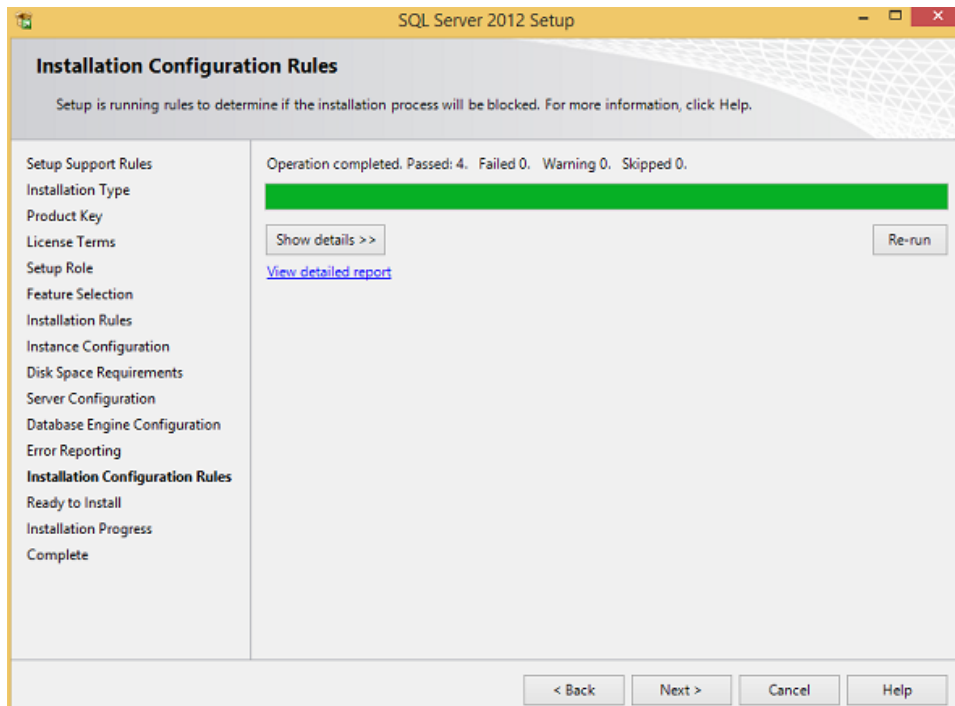 SQL Server 2012 Setup
Installation Configuration Rules
Setup is running rules to determine if the installation process will be blocked. For more information, click Help.
Setup Support Rules
Installation Type
Product Key
License Terms
Setup Role
Feature Selection
Installation Rules
Instance Configuration
Disk Space Requirements
Server Configuration
Database Engine Configuration
Error Reporting
Installation Configuration Rules
Ready to Install
Installation Progress
Complete
Operation completed. Passed: 4. Failed 0. Warning 0. Skipped 0.
Show details >>
Re-run
View detailed report
< Back
Next >
Cancel
Help